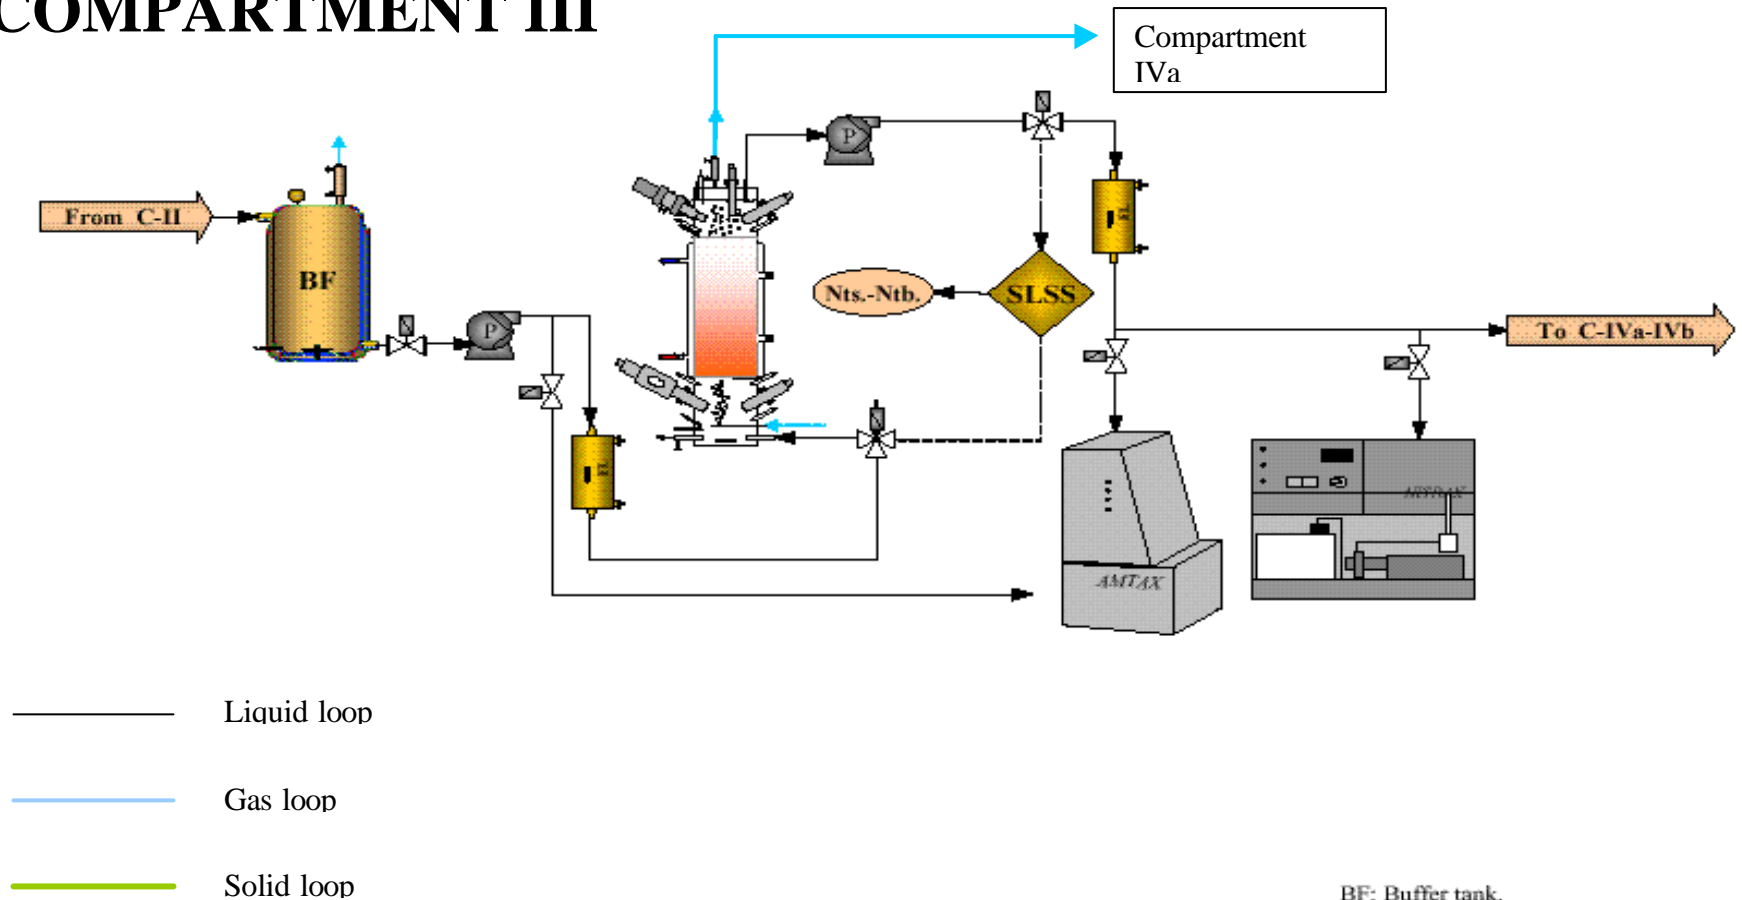 COMPARTMENT III
Compartment
IVa
P
From C-II
BF
Nts.-Ntb.
SLSS
P
To C-IVa-IVb
NITRAX
AMTAX
Liquid loop
Gas loop
Solid loop
BF: Buffer tank.